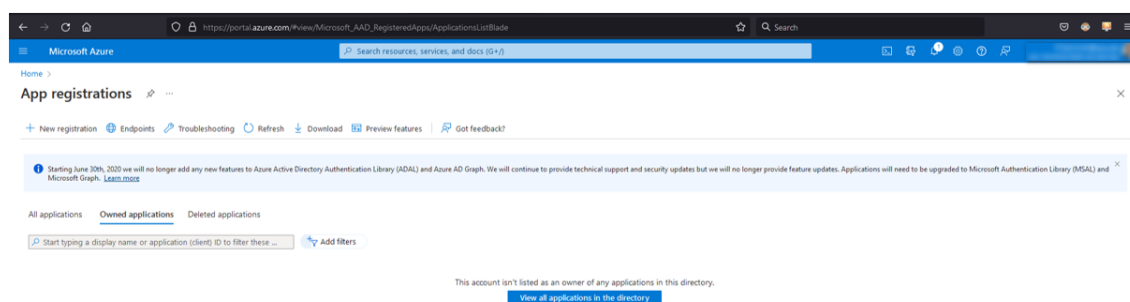 https://portal.azure.com/#view/Microsoft_AAD_RegisteredApps/ApplicationsListBlade
Search
Microsoft Azure
Search resources, services, and docs (G+/)
1
Home >
App registrations
New registration
Endpoints
Troubleshooting
Refresh
Download
Preview features
Got feedback?
Starting June 30th, 2020 we will no longer add any new features to Azure Active Directory Authentication Library (ADAL) and Azure AD Graph. We will continue to provide technical support and security updates but we will no longer provide feature updates. Applications will need to be upgraded to Microsoft Authentication Library (MSAL) and
Microsoft Graph. Learn more
All applications
Owned applications
Deleted applications
Start typing a display name or application (client) ID to filter these ...
Add filters
This account isn't listed as an owner of any applications in this directory.
View all applications in the directory